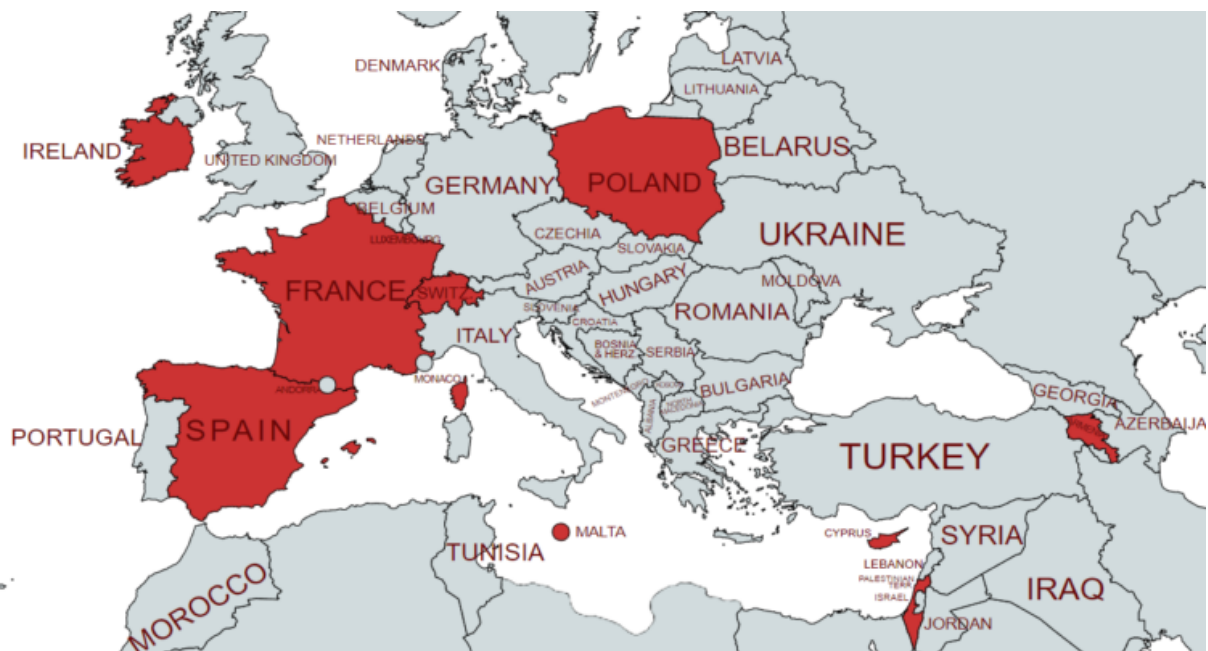 DENMARK
LATVIA
LITHUANIA
IRELAND
UNITED KINGDOM
NETHERLANDS
BELARUS
GERMANY
POLAND
BELGIUM
LUXEMBOURG
CZECHIA
UKRAINE
SLOVAKIA
FRANCE
SWITZ.
AUSTRIA
HUNGARY
MOLDOVA
SLOVENIA
ROMANIA
CROATIA
ITALY
BOSNIA
& HERZ.
SERBIA
MONACO
ANDORRA
MONTENEGRO
KOSOVO
BULGARIA
NORTH
MACEDONIA
ALBANIA
GEORGIA
ARMENIA
AZERBAIJA
PORTUGAL
SPAIN
GREECE
TURKEY
MALTA
CYPRUS
SYRIA
TUNISIA
LEBANON
PALESTINIAN
TERR.
ISRAEL
IRAQ
MOROCCO
JORDAN